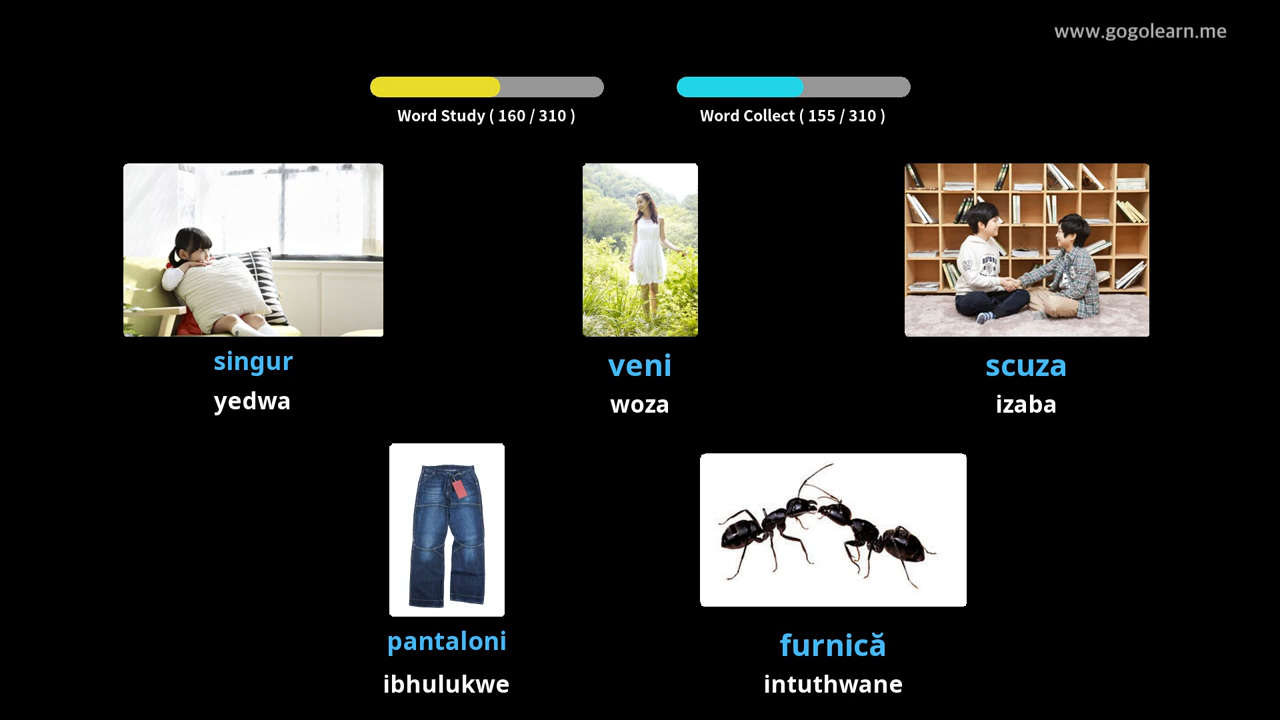 www.gogolearn.me
Word Study ( 160 / 310 )
Word Collect ( 155 / 310 )
singur
yedwa
veni
woza
scuza
izaba
pantaloni
ibhulukwe
furnică
intuthwane